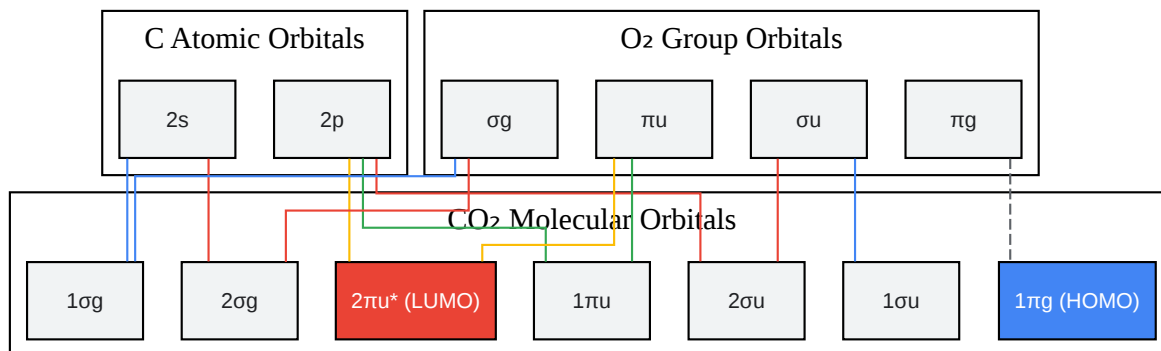 C Atomic Orbitals
O₂ Group Orbitals
2s
2p
σg
πu
σu
πg
CO₂ Molecular Orbitals
1σg
2σg
2πu* (LUMO)
1πu
2σu
1σu
1πg (HOMO)